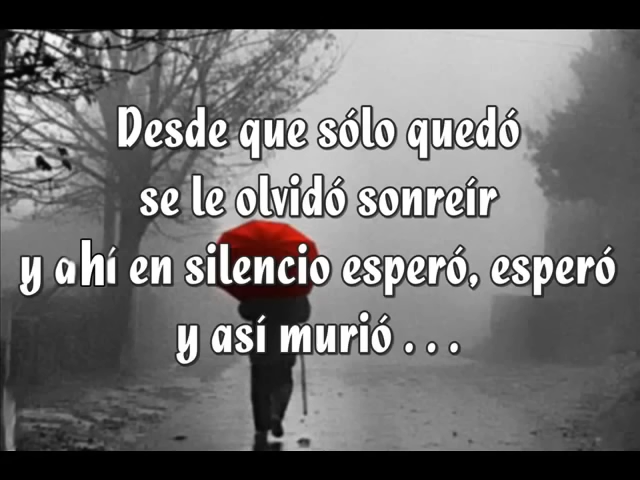 Desde que sólo quedó
se le olvidó sonreír
y ahí en silencio esperó, esperó
y así murió . . .